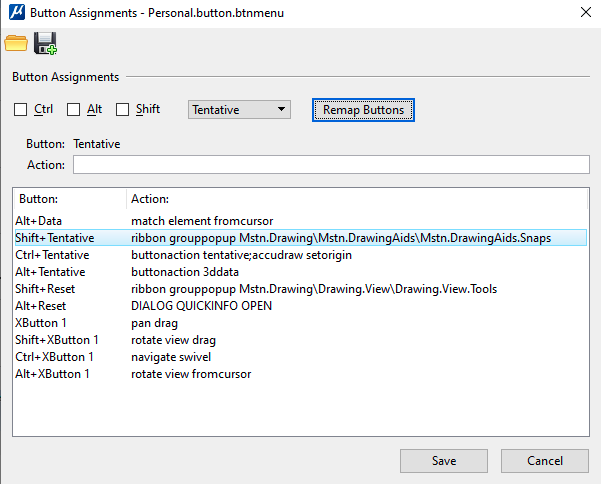 Button Assignments - Personal.button.btnmenu
Button Assignments
Ctrl Alt Shift Tentative Remap Buttons
Button: Tentative
Action:
Button: Action:
Alt+Data match element fromcursor
Shift+Tentative ribbon grouppopup Mstn.Drawing\Mstn.DrawingAids\Mstn.DrawingAids.Snaps
Ctrl+Tentative buttonaction tentative;accudraw setorigin
Alt+Tentative buttonaction 3ddata
Shift+Reset ribbon grouppopup Mstn.Drawing\Drawing.View\Drawing.View.Tools
Alt+Reset DIALOG QUICKINFO OPEN
XButton 1 pan drag
Shift+XButton 1 rotate view drag
Ctrl+XButton 1 navigate swivel
Alt+XButton 1 rotate view fromcursor
Save Cancel